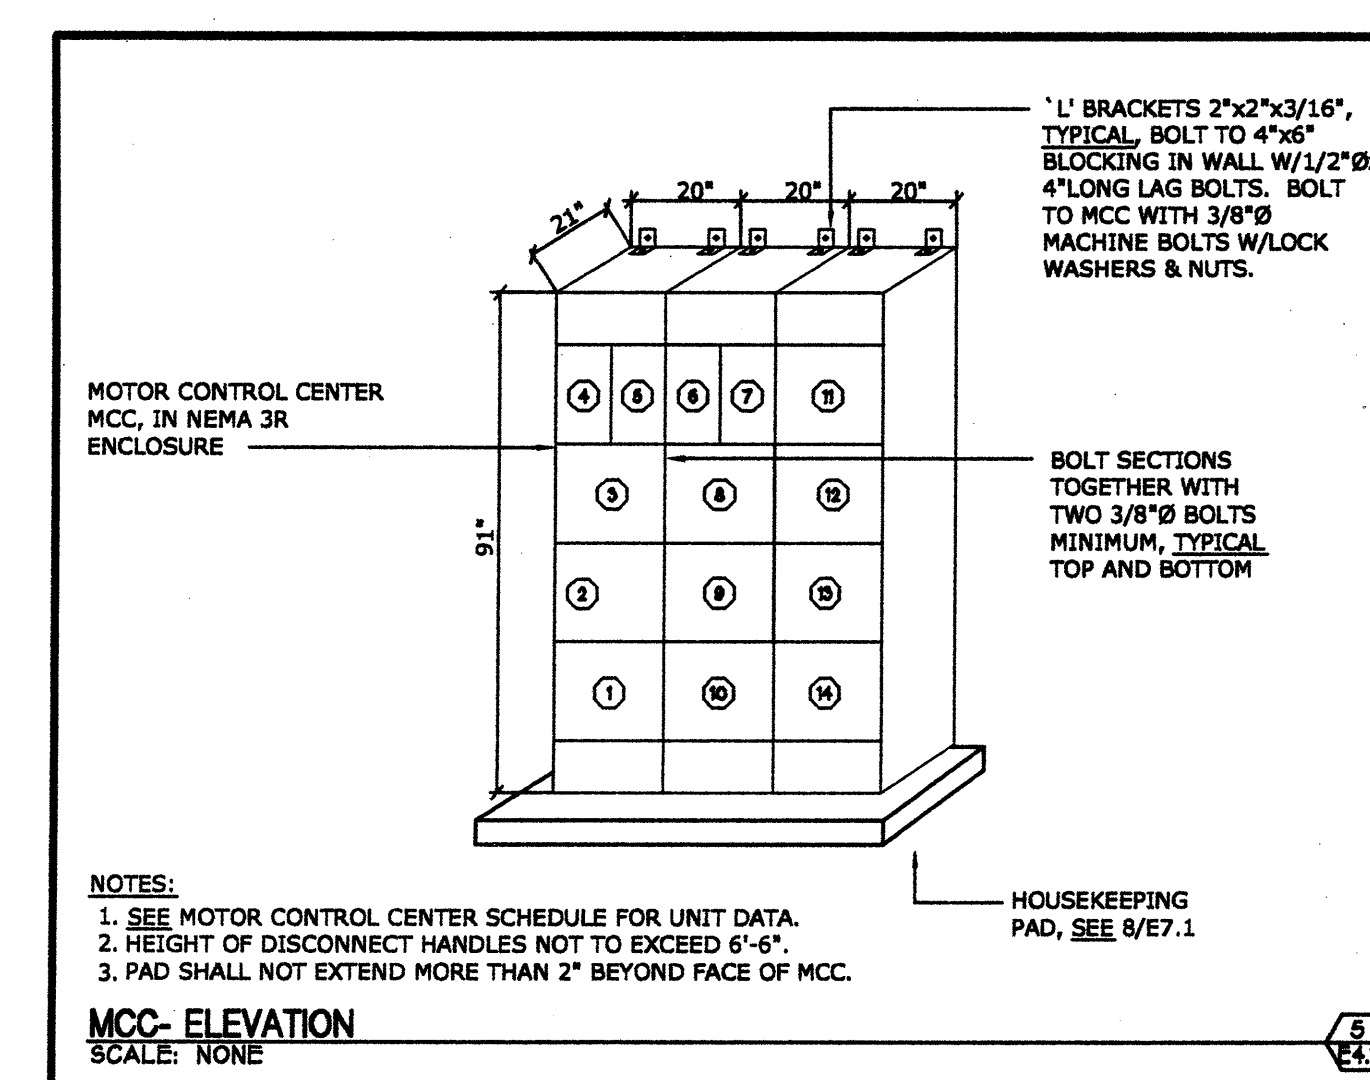 `L' BRACKETS 2"x2"x3/16",
TYPICAL, BOLT TO 4"x6"
BLOCKING IN WALL W/1/2"Ø
4"LONG LAG BOLTS. BOLT
TO MCC WITH 3/8"Ø
MACHINE BOLTS W/LOCK
WASHERS & NUTS.
21"
20"
20"
20"
MOTOR CONTROL CENTER
MCC, IN NEMA 3R
ENCLOSURE
91"
4
5
6
7
11
3
8
12
2
9
13
1
10
14
BOLT SECTIONS
TOGETHER WITH
TWO 3/8"Ø BOLTS
MINIMUM, TYPICAL
TOP AND BOTTOM
HOUSEKEEPING
PAD, SEE 8/E7.1
NOTES:
1. SEE MOTOR CONTROL CENTER SCHEDULE FOR UNIT DATA.
2. HEIGHT OF DISCONNECT HANDLES NOT TO EXCEED 6'-6".
3. PAD SHALL NOT EXTEND MORE THAN 2" BEYOND FACE OF MCC.
MCC- ELEVATION
SCALE: NONE
5
E4.